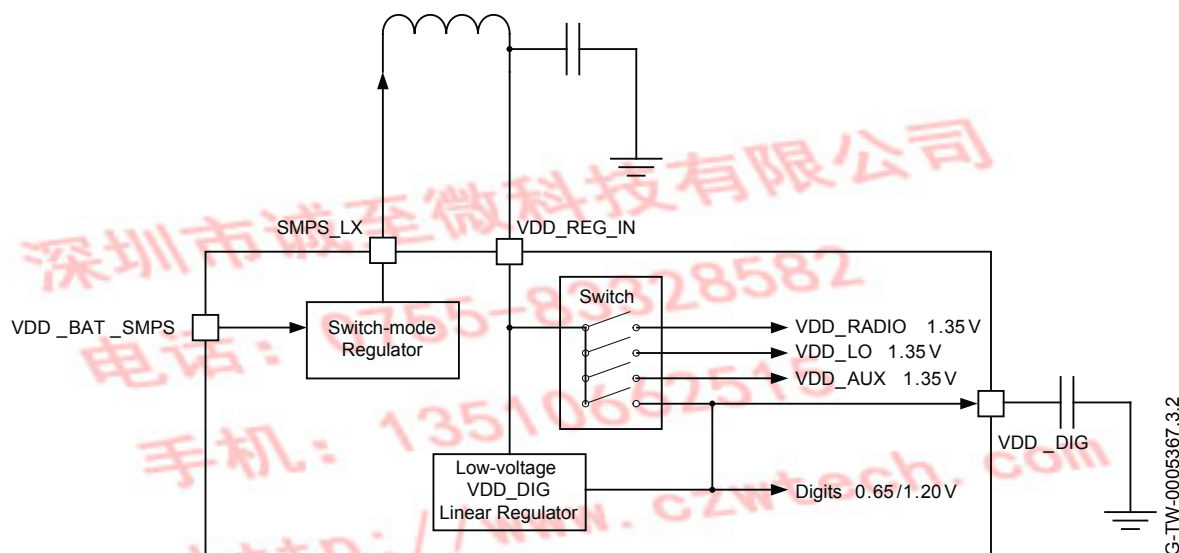 SMPS_LX
VDD_REG_IN
VDD _BAT _SMPS
Switch-mode
Regulator
Switch
VDD_RADIO 1.35 V
VDD_LO 1.35 V
VDD_AUX 1.35 V
VDD _DIG
Low-voltage
VDD_DIG
Linear Regulator
Digits 0.65/1.20 V
G-TW-0005367.3.2
深圳市诚至微科技有限公司
电话：0755-83328582
手机：13510652515
http://www.czwtech.com